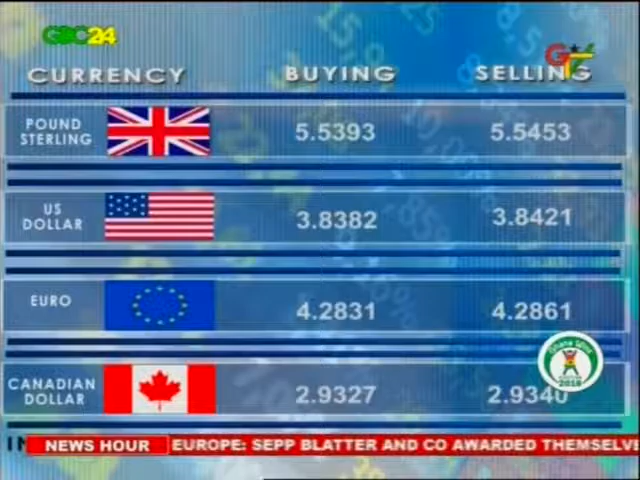 GBC24
CURRENCY BUYING SELLING
POUND STERLING 5.5393 5.5453
US DOLLAR 3.8382 3.8421
EURO 4.2831 4.2861
CANADIAN DOLLAR 2.9327 2.9340
NEWS HOUR EUROPE: SEPP BLATTER AND CO AWARDED THEMSELV